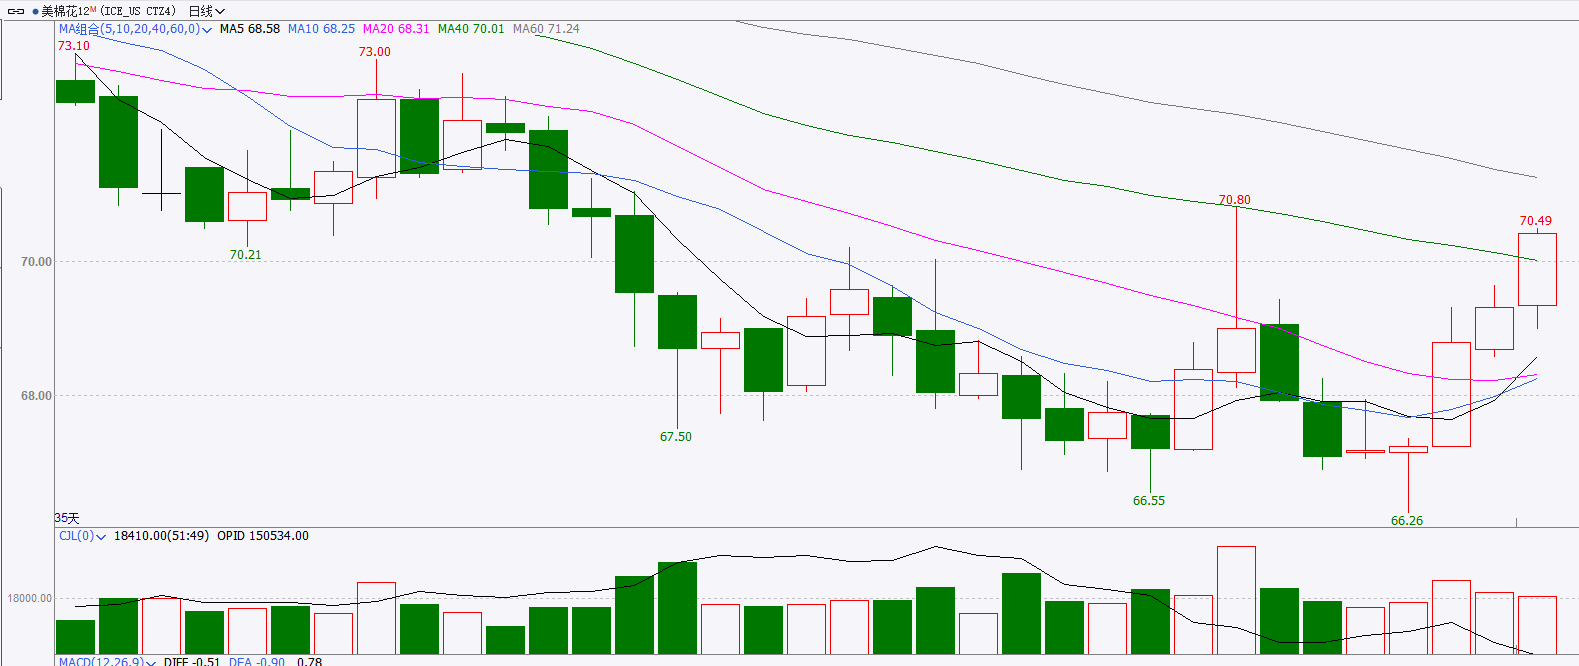 美棉花12M(ICE_US CTZ4) 日线
MA组合(5,10,20,40,60,0) MA5 68.58 MA10 68.25 MA20 68.31 MA40 70.01 MA60 71.24
73.10
73.00
70.80
70.49
70.21
70.00
68.00
67.50
66.55
66.26
35天
CJL(0) 18410.00(51:49) OPID 150534.00
18000.00
MACD(12,26,9) DIFF -0.51 DEA -0.90 0.78